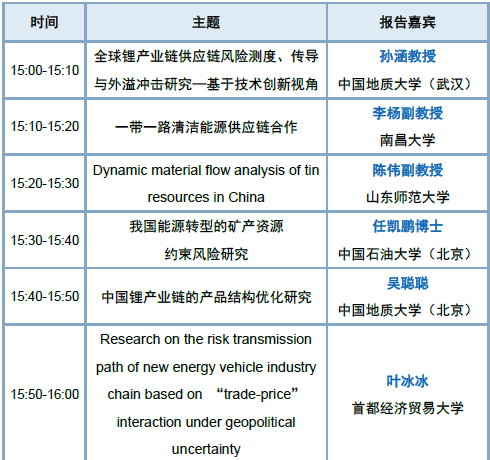 时间 主题 报告嘉宾
15:00-15:10
全球锂产业链供应链风险测度、传导
与外溢冲击研究—基于技术创新视角
孙涵教授
中国地质大学（武汉）
15:10-15:20
一带一路清洁能源供应链合作
李杨副教授
南昌大学
15:20-15:30
Dynamic material flow analysis of tin
resources in China
陈伟副教授
山东师范大学
15:30-15:40
我国能源转型的矿产资源
约束风险研究
任凯鹏博士
中国石油大学（北京）
15:40-15:50
中国锂产业链的产品结构优化研究
吴聪聪
中国地质大学（北京）
15:50-16:00
Research on the risk transmission
path of new energy vehicle industry
chain based on “trade-price”
interaction under geopolitical
uncertainty
叶冰冰
首都经济贸易大学